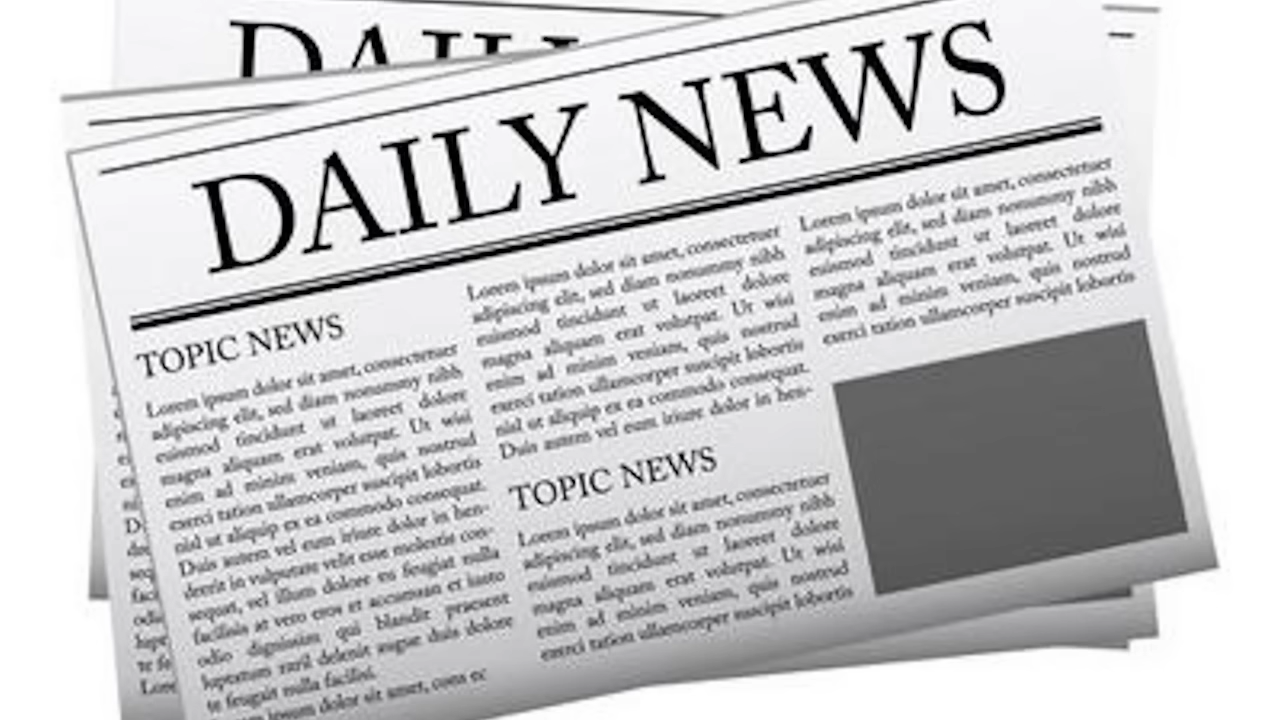 DAILY
DAILY NEWS
TOPIC NEWS
Lorem ipsum dolor sit amet, consectetuer
adipiscing elit, sed diam nonummy nibh
euismod tincidunt ut laoreet dolore
magna aliquam erat volutpat. Ut wisi
enim ad minim veniam, quis nostrud
exerci tation ullamcorper suscipit lobortis
nisl ut aliquip ex ea commodo consequat.
Duis autem vel eum iriure dolor in hen-
drerit in vulputate velit esse molestie con-
sequat, vel illum dolore eu feugiat nulla
facilisis at vero eros et accumsan et iusto
odio dignissim qui blandit praesent
luptatum zzril delenit augue duis dolore
te feugait nulla facilisi.
Lorem ipsum dolor sit amet, cons ec
Lorem ipsum dolor sit amet, consectetuer
adipiscing elit, sed diam nonummy nibh
euismod tincidunt ut laoreet dolore
magna aliquam erat volutpat. Ut wisi
enim ad minim veniam, quis nostrud
exerci tation ullamcorper suscipit lobortis
nisl ut aliquip ex ea commodo consequat.
Duis autem vel eum iriure dolor in hen-
TOPIC NEWS
Lorem ipsum dolor sit amet, consectetuer
adipiscing elit, sed diam nonummy nibh
euismod tincidunt ut laoreet dolore
magna aliquam erat volutpat. Ut wisi
enim ad minim veniam, quis nostrud
exerci tation ullamcorper suscipit lobortis
Lorem ipsum dolor sit amet, consectetuer
adipiscing elit, sed diam nonummy nibh
euismod tincidunt ut laoreet dolore
magna aliquam erat volutpat. Ut wisi
enim ad minim veniam, quis nostrud
exerci tation ullamcorper suscipit lobortis